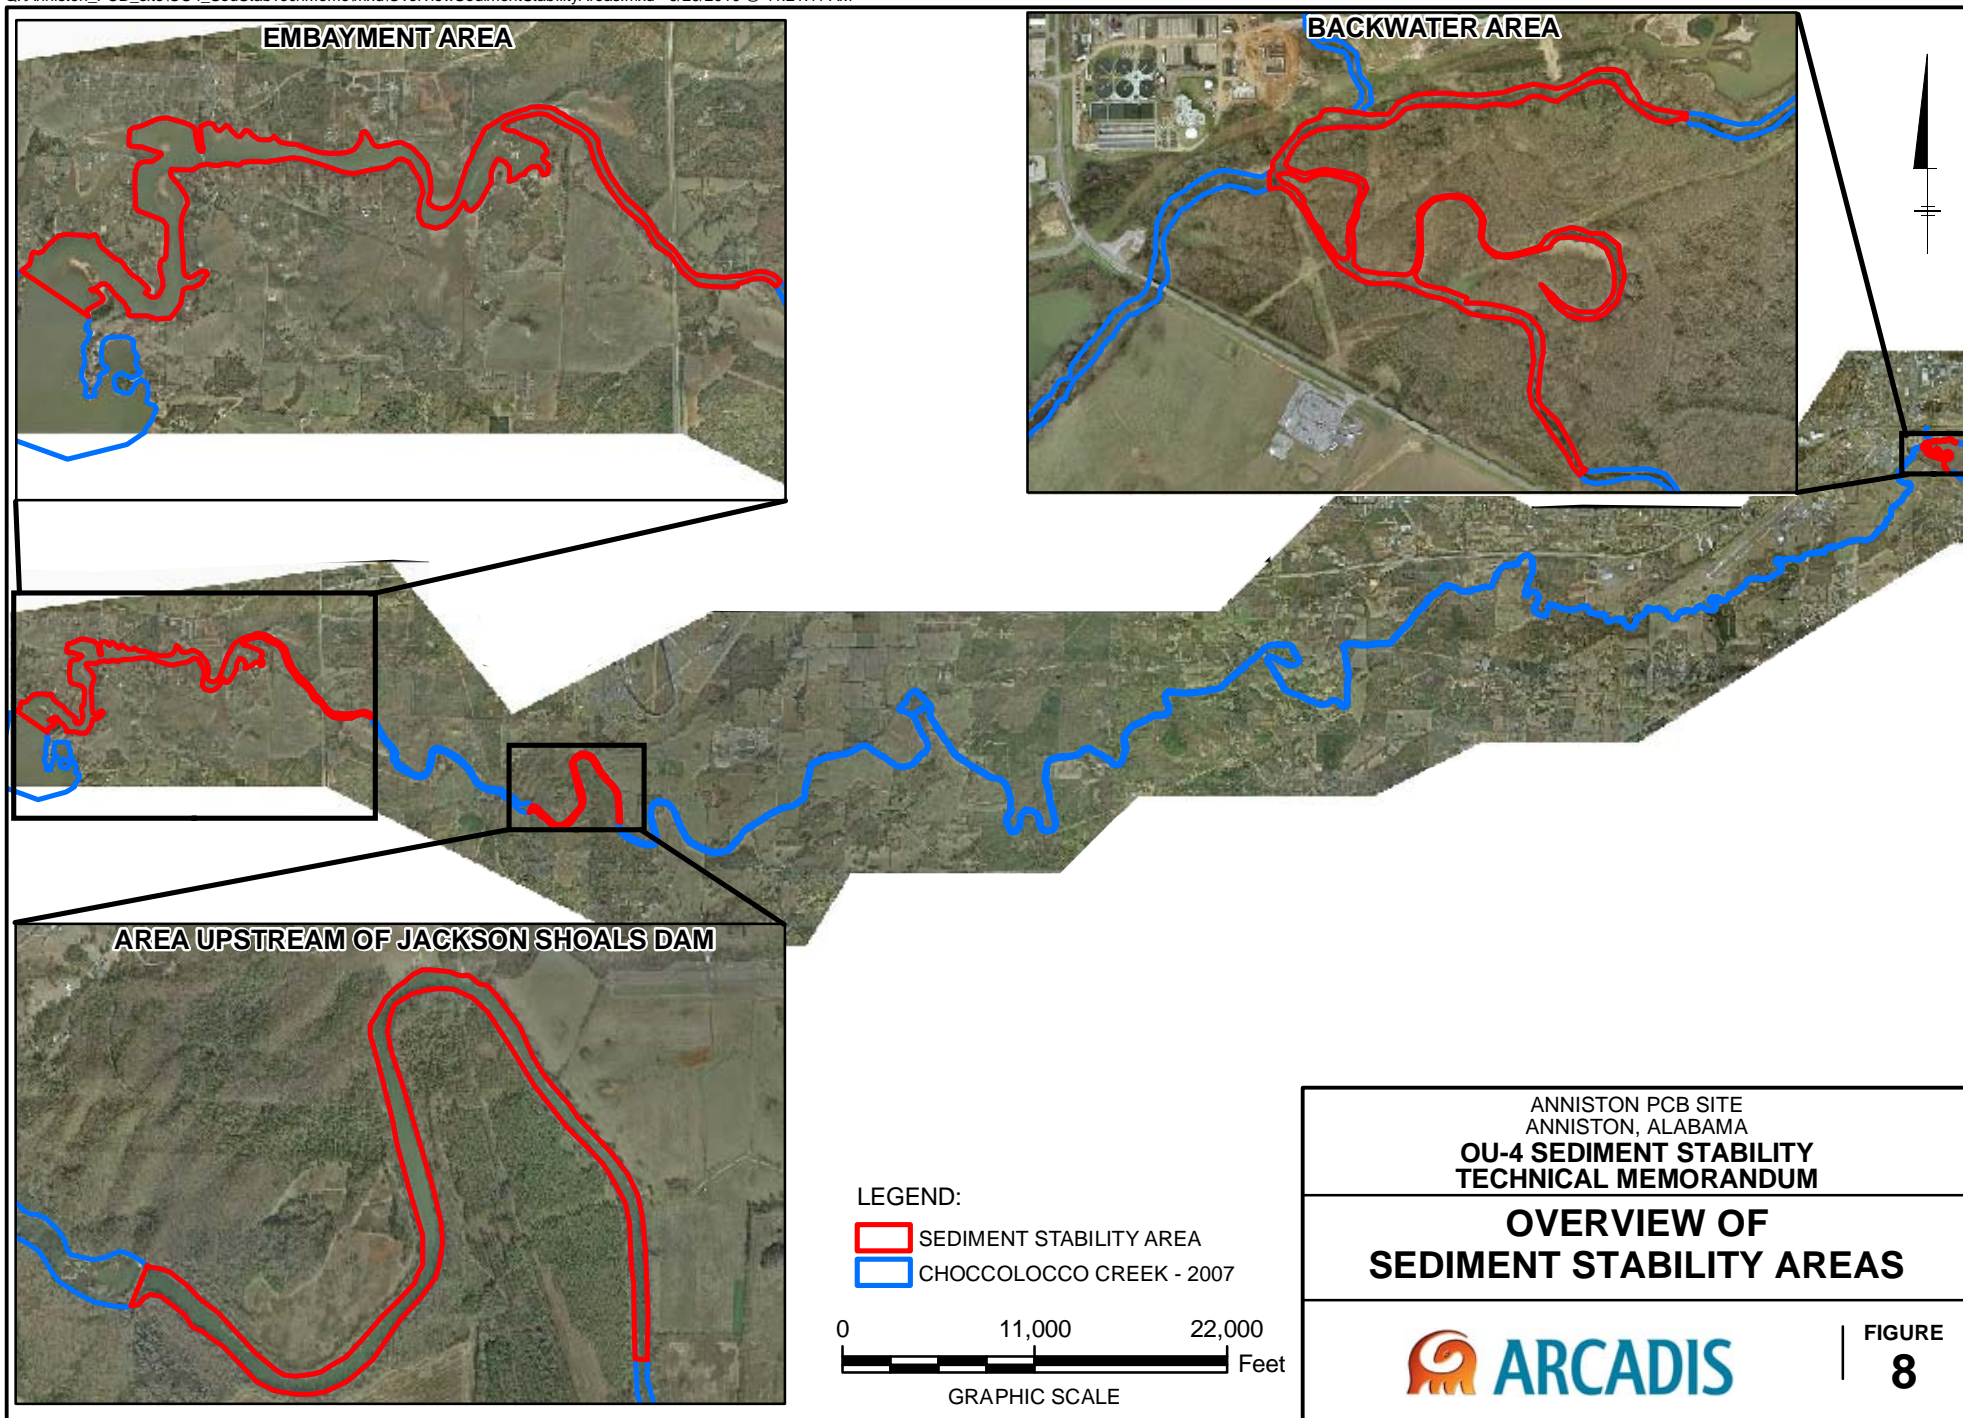 EMBAYMENT AREA
BACKWATER AREA
AREA UPSTREAM OF JACKSON SHOALS DAM
LEGEND:
SEDIMENT STABILITY AREA
CHOCCOLOCCO CREEK - 2007
0 11,000 22,000
Feet
GRAPHIC SCALE
ANNISTON PCB SITE
ANNISTON, ALABAMA
OU-4 SEDIMENT STABILITY
TECHNICAL MEMORANDUM
OVERVIEW OF
SEDIMENT STABILITY AREAS
ARCADIS
FIGURE
8